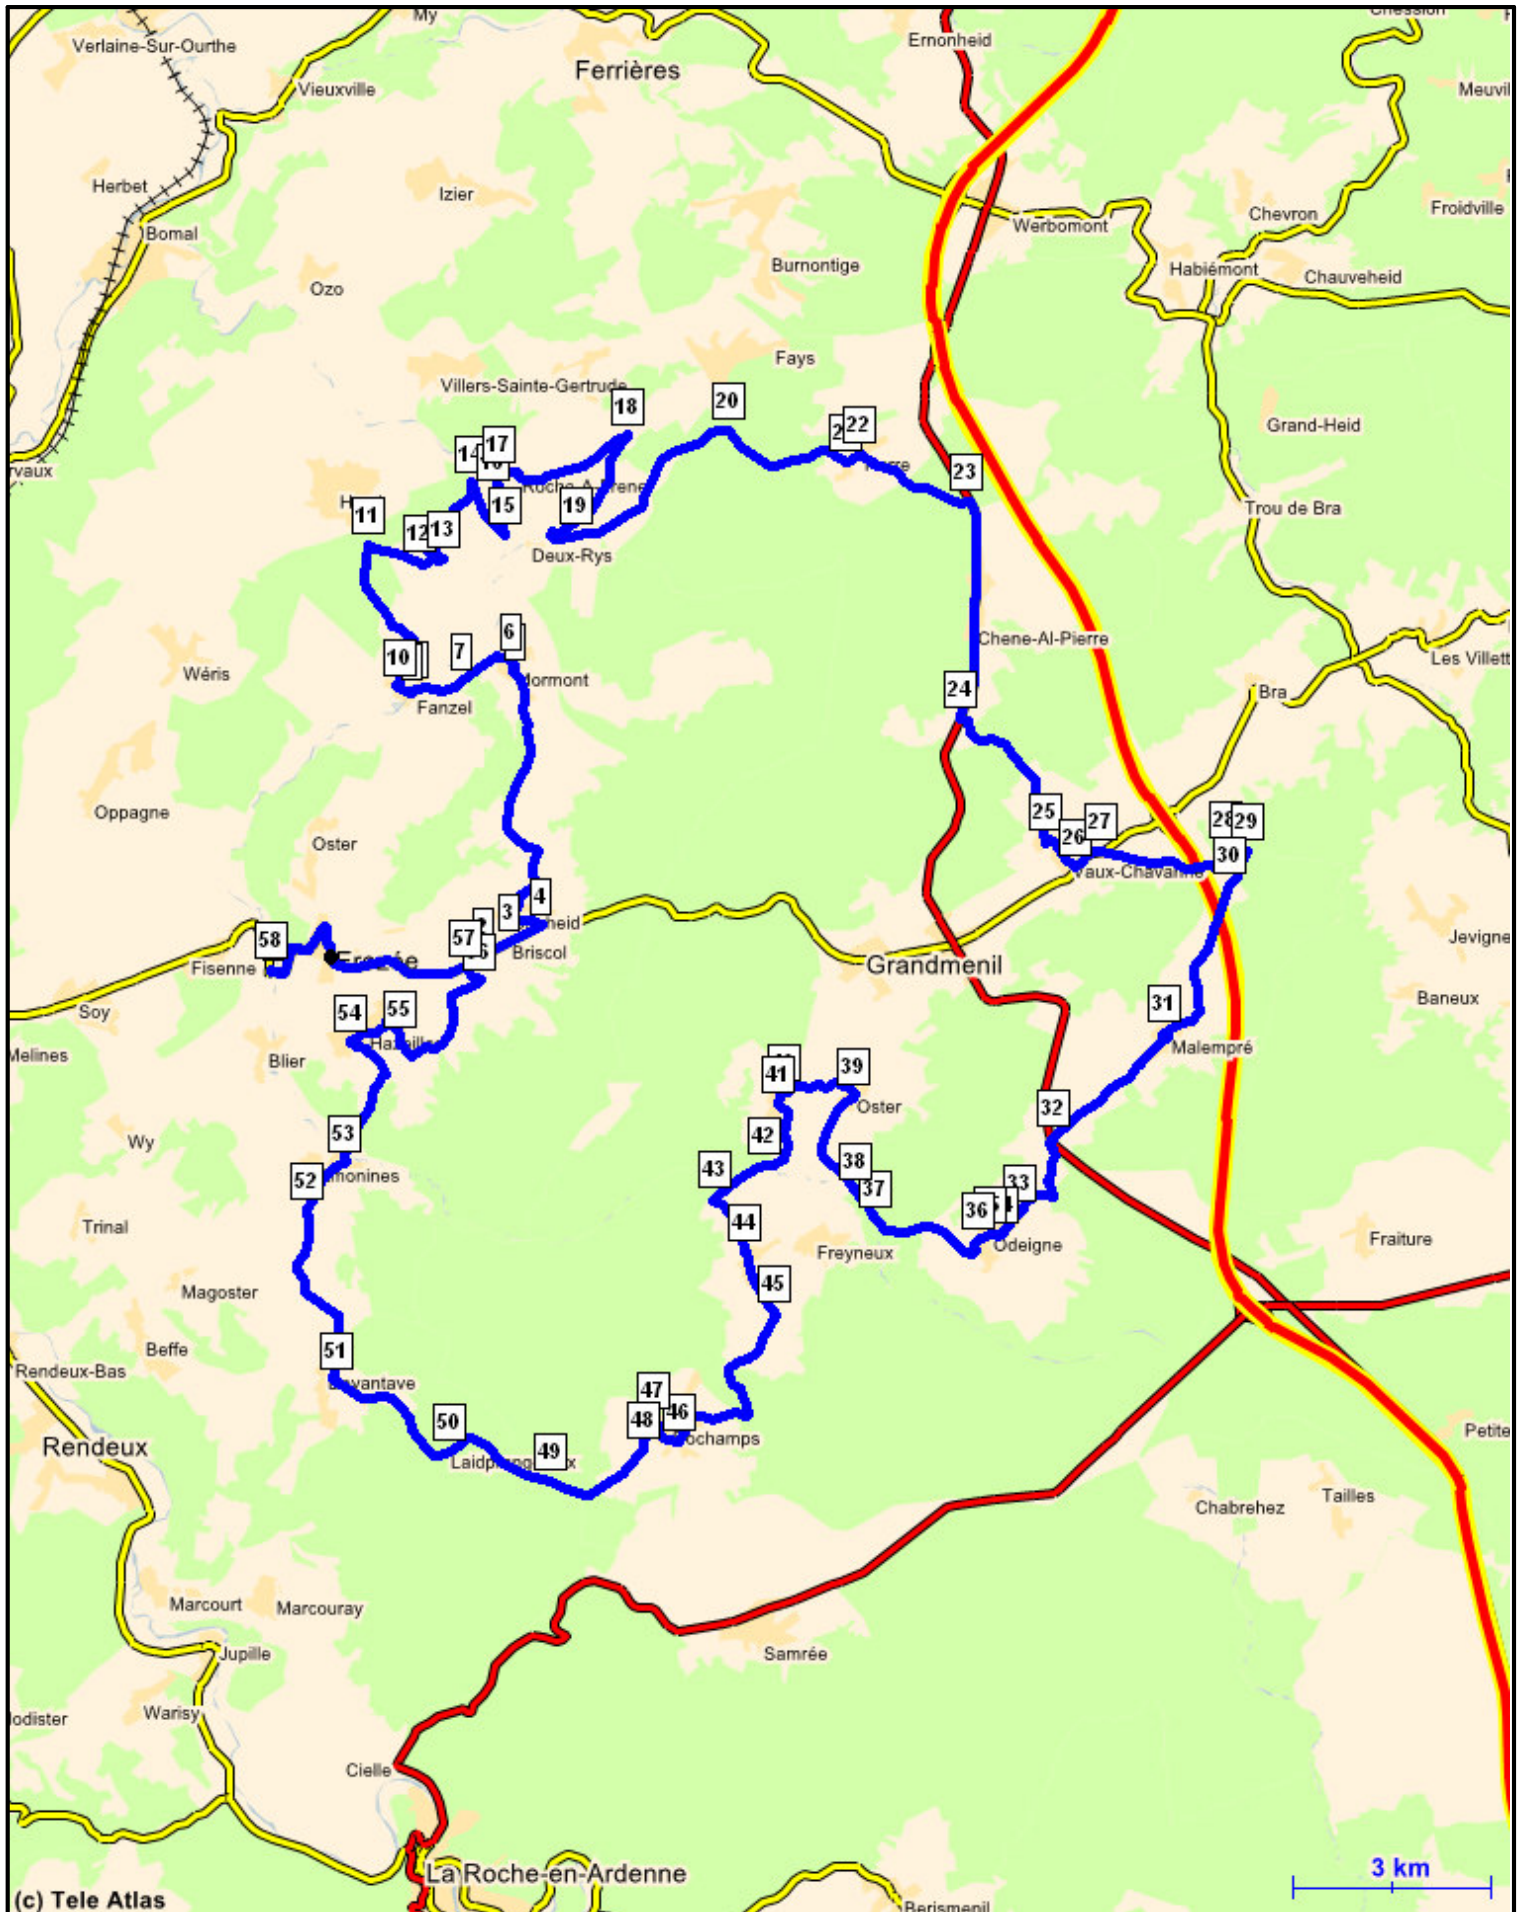 My
Verlaine-Sur-Ourthe
Ernonheid
Ferrières
Vieuxville
Herbet
Izier
Chevron
Froidville
Bomal
Werbomont
Burnontige
Habiémont
Chauveheid
Ozo
Fays
Villers-Sainte-Gertrude
18
20
22
Grand-Heid
17
14
23
15
19
Trou de Bra
11
12
13
Deux-Rys
6
Chene-Al-Pierre
7
10
Les Villett
Wéris
24
Bra
Fanzel
Oppagne
25
26
27
28
29
Oster
30
Vaux-Chavanne
4
3
57
58
Briscol
Jevigne
Fisenne
Erezée
Grandmenil
Soy
54
55
31
Baneux
Melines
Blier
Malempré
41
39
Oster
32
Wy
53
42
52
43
38
37
33
36
44
Trinal
Freyneux
Odeigne
Fraiture
Magoster
45
Beffe
51
Rendeux-Bas
47
46
48
50
Rendeux
49
Petite
Chabrehez
Tailles
Marcourt
Marcouray
Jupille
Samrée
Warisy
Cielle
La Roche-en-Ardenne
3 km
(c) Tele Atlas
Berismenil